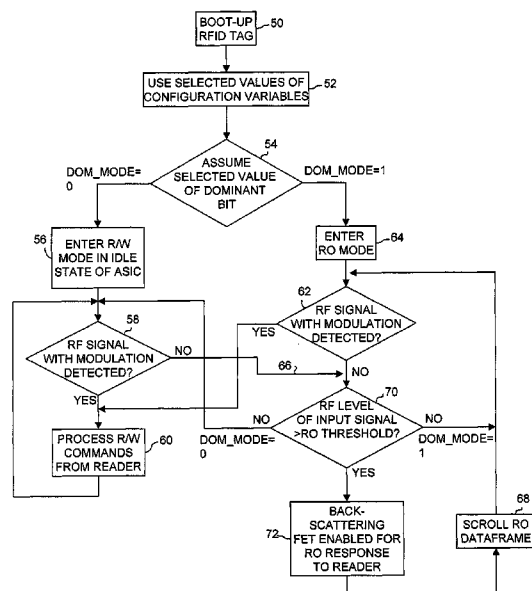 BOOT-UP
RFID TAG
50
USE SELECTED VALUES OF
CONFIGURATION VARIABLES
52
54
ASSUME
SELECTED VALUE
OF DOMINANT
BIT
DOM_MODE=
0
DOM_MODE=1
56
ENTER R/W
MODE IN IDLE
STATE OF ASIC
ENTER
RO MODE
64
58
RF SIGNAL
WITH MODULATION
DETECTED?
NO
YES
62
RF SIGNAL
WITH MODULATION
DETECTED?
YES
NO
66
PROCESS R/W
COMMANDS
FROM READER
60
70
RF LEVEL
OF INPUT SIGNAL
>RO THRESHOLD?
NO
DOM_MODE=
0
NO
DOM_MODE=
1
YES
72
BACK-
SCATTERING
FET ENABLED FOR
RO RESPONSE
TO READER
68
SCROLL RO
DATAFRAME